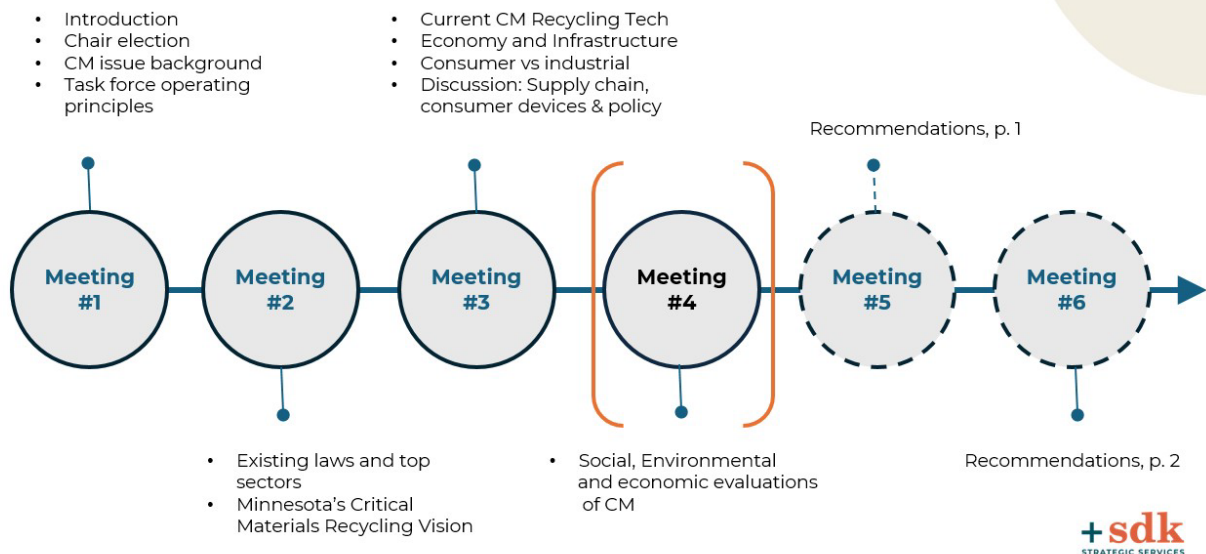 • Introduction
• Chair election
• CM issue background
• Task force operating
principles
• Current CM Recycling Tech
• Economy and Infrastructure
• Consumer vs industrial
• Discussion: Supply chain,
consumer devices & policy
Recommendations, p. 1
Meeting
#1
Meeting
#2
Meeting
#3
Meeting
#4
Meeting
#5
Meeting
#6
• Existing laws and top
sectors
• Minnesota’s Critical
Materials Recycling Vision
• Social, Environmental
and economic evaluations
of CM
Recommendations, p. 2
+sdk
STRATEGIC SERVICES